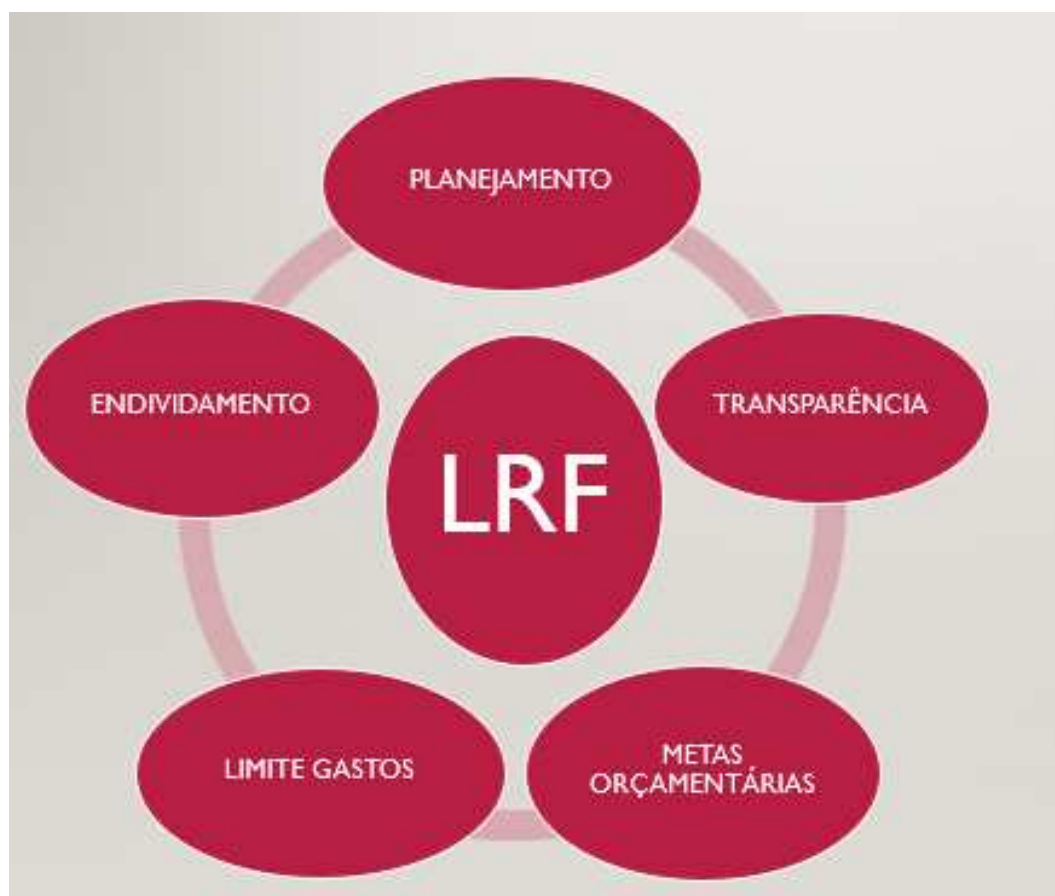 PLANEJAMENTO
ENDIVIDAMENTO
TRANSPARÊNCIA
LRF
LIMITE GASTOS
METAS
ORÇAMENTÁRIAS